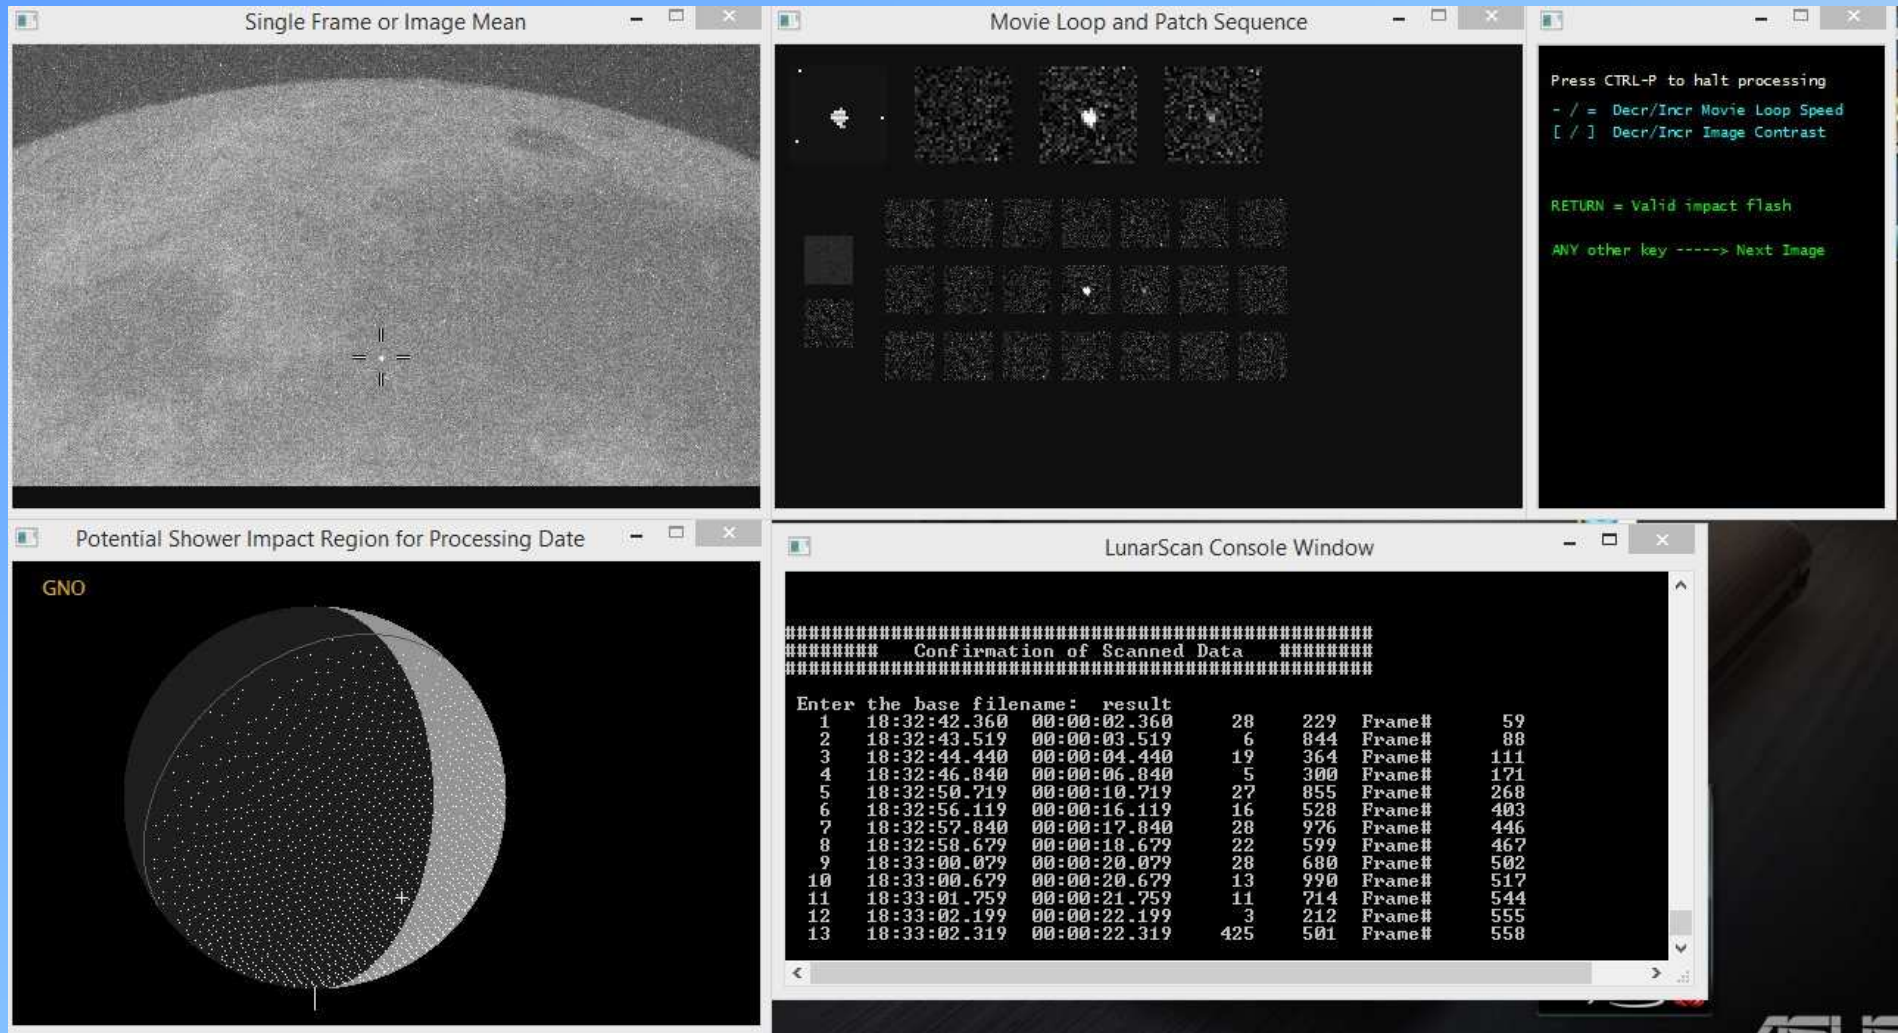 Single Frame or Image Mean
Movie Loop and Patch Sequence
Press CTRL-P to halt processing
- / = Decr/Incr Movie Loop Speed
[ / ] Decr/Incr Image Contrast
RETURN = Valid impact flash
ANY other key -----> Next Image
Potential Shower Impact Region for Processing Date
GNO
LunarScan Console Window
##################################################
######## Confirmation of Scanned Data ########
##################################################
Enter the base filename: result
1 18:32:42.360 00:00:02.360 28 229 Frame# 59
2 18:32:43.519 00:00:03.519 6 844 Frame# 88
3 18:32:44.440 00:00:04.440 19 364 Frame# 111
4 18:32:46.840 00:00:06.840 5 300 Frame# 171
5 18:32:50.719 00:00:10.719 27 855 Frame# 268
6 18:32:56.119 00:00:16.119 16 528 Frame# 403
7 18:32:57.840 00:00:17.840 28 976 Frame# 446
8 18:32:58.679 00:00:18.679 22 599 Frame# 467
9 18:33:00.079 00:00:20.079 28 680 Frame# 502
10 18:33:00.679 00:00:20.679 13 990 Frame# 517
11 18:33:01.759 00:00:21.759 11 714 Frame# 544
12 18:33:02.199 00:00:22.199 3 212 Frame# 555
13 18:33:02.319 00:00:22.319 425 501 Frame# 558